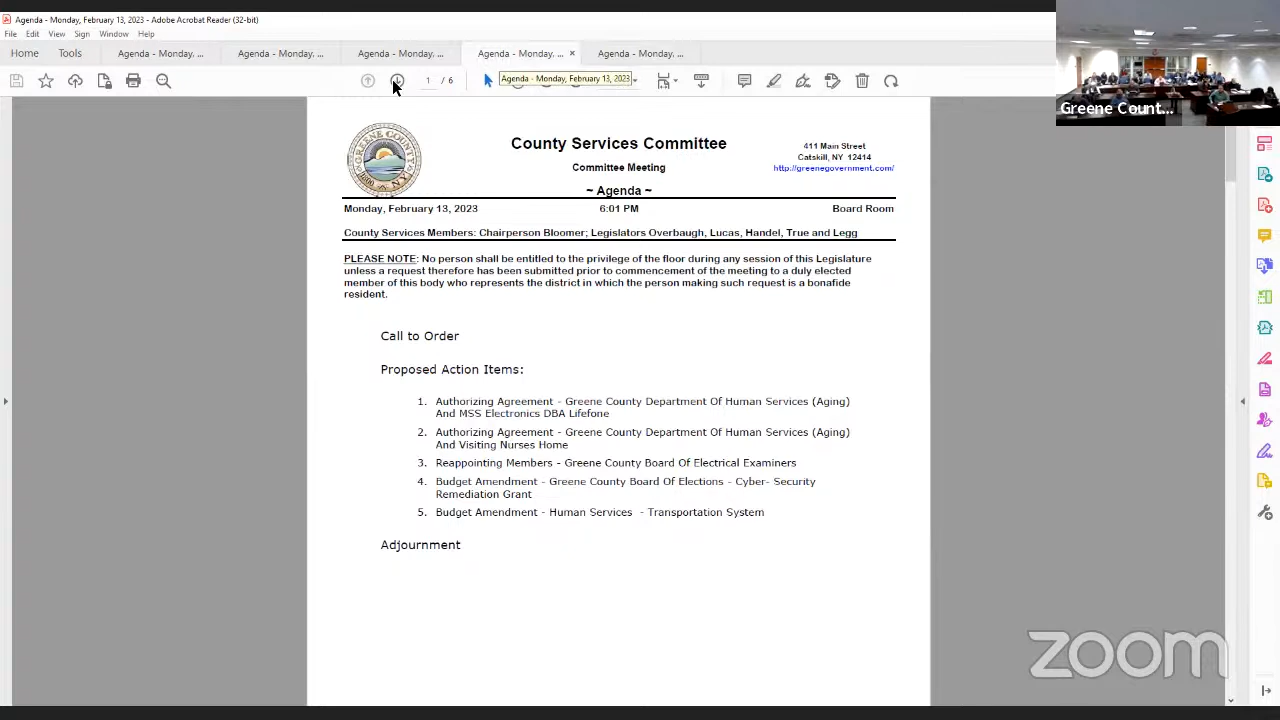 Agenda - Monday, February 13, 2023 - Adobe Acrobat Reader (32-bit)
File Edit View Sign Window Help
Home Tools Agenda - Monday, ... Agenda - Monday, ... Agenda - Monday, ... Agenda - Monday, ... × Agenda - Monday, ...
1 / 6
Agenda - Monday, February 13, 2023
Greene Count...
GREENE COUNTY
1800 N.Y.
County Services Committee
Committee Meeting
~ Agenda ~
411 Main Street
Catskill, NY 12414
http://greenegovernment.com/
Monday, February 13, 2023 6:01 PM Board Room
County Services Members: Chairperson Bloomer; Legislators Overbaugh, Lucas, Handel, True and Legg
PLEASE NOTE: No person shall be entitled to the privilege of the floor during any session of this Legislature
unless a request therefore has been submitted prior to commencement of the meeting to a duly elected
member of this body who represents the district in which the person making such request is a bonafide
resident.
Call to Order
Proposed Action Items:
1. Authorizing Agreement - Greene County Department Of Human Services (Aging)
And MSS Electronics DBA Lifefone
2. Authorizing Agreement - Greene County Department Of Human Services (Aging)
And Visiting Nurses Home
3. Reappointing Members - Greene County Board Of Electrical Examiners
4. Budget Amendment - Greene County Board Of Elections - Cyber- Security
Remediation Grant
5. Budget Amendment - Human Services - Transportation System
Adjournment
zoom